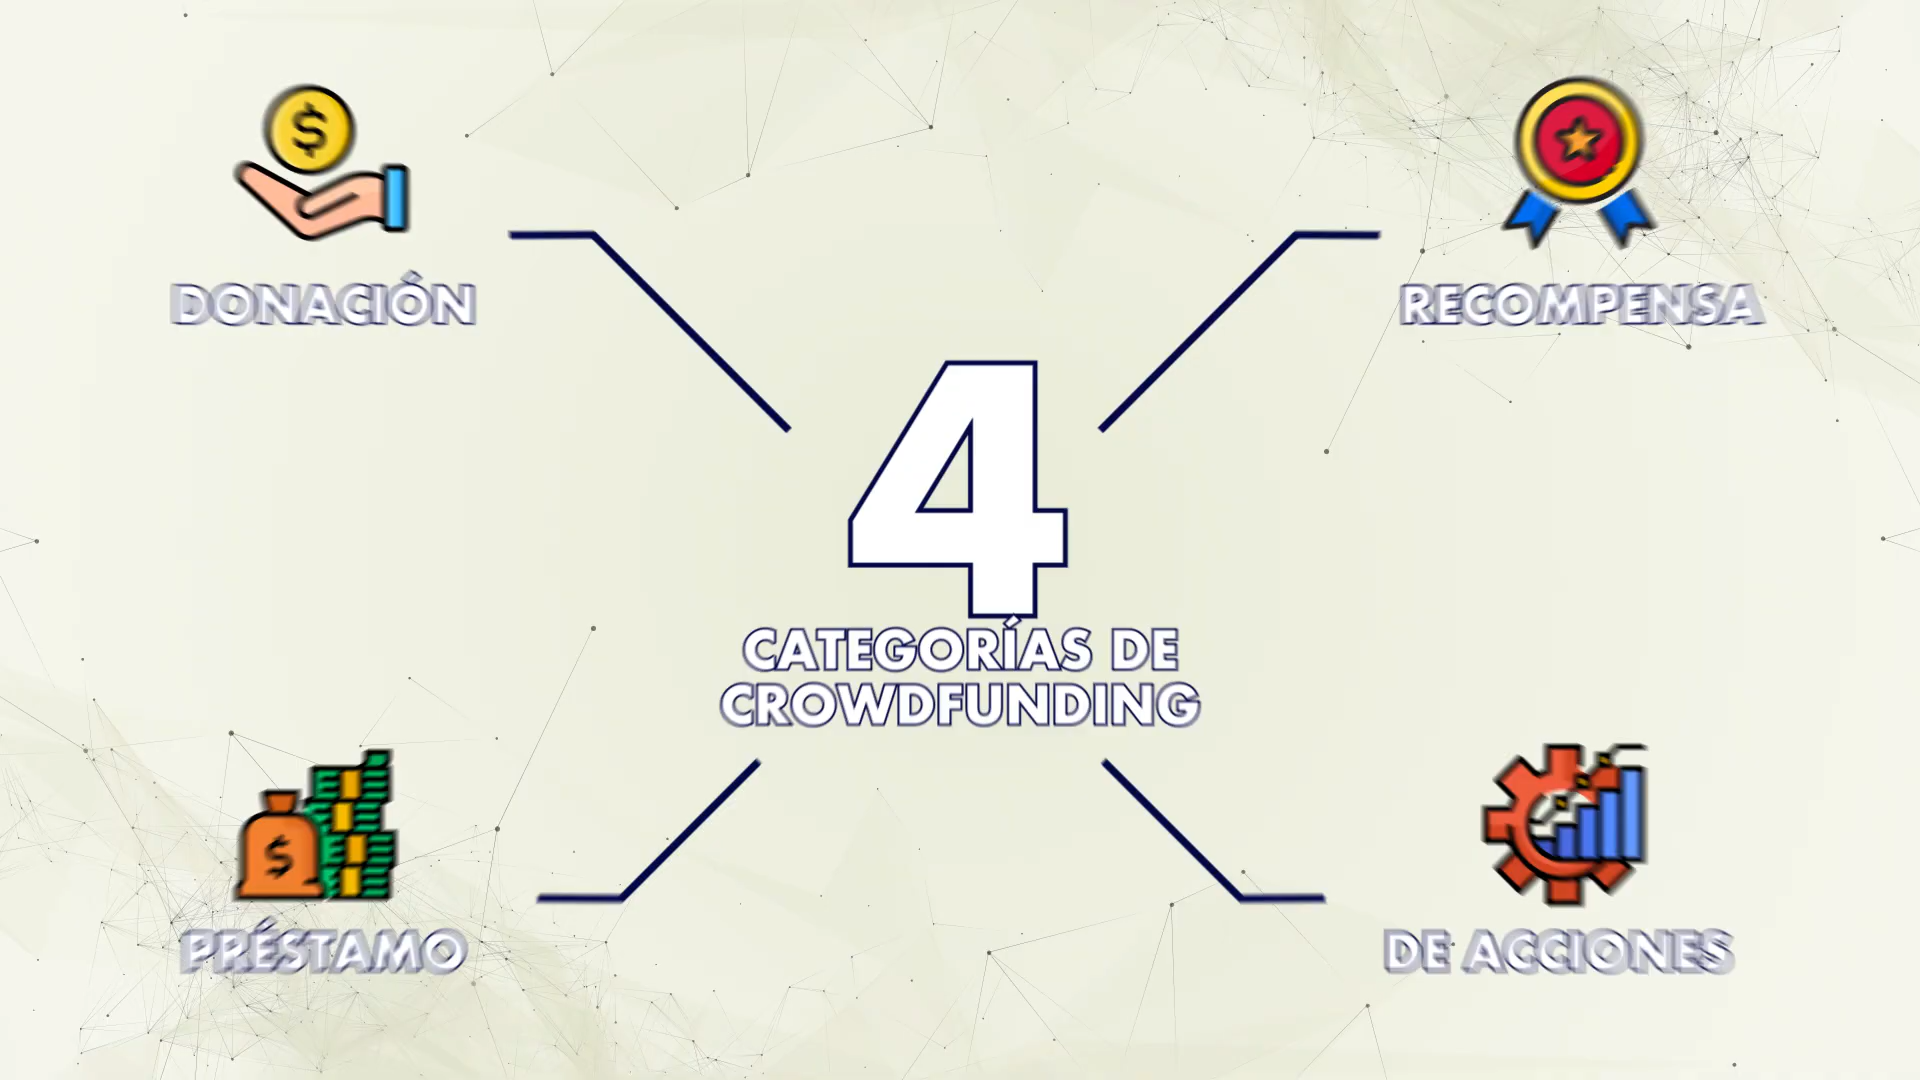 DONACIÓN
RECOMPENSA
4
CATEGORÍAS DE
CROWDFUNDING
PRÉSTAMO
DE ACCIONES